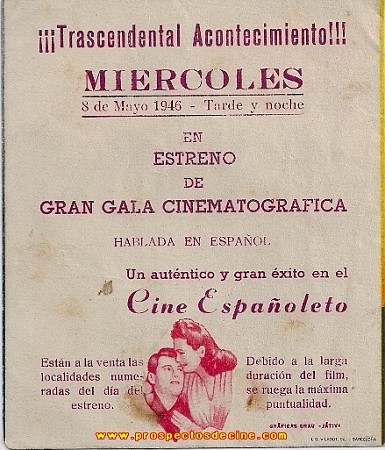 ¡¡¡Trascendental Acontecimiento!!!
MIERCOLES
8 de Mayo 1946 - Tarde y noche
EN
ESTRENO
DE
GRAN GALA CINEMATOGRAFICA
HABLADA EN ESPAÑOL
Un auténtico y gran éxito en el
Cine Españoleto
Están a la venta las
localidades nume-
radas del día del
estreno.
Debido a la larga
duración del film,
se ruega la máxima
puntualidad.
GRÁFICAS GRAU - JÁTIVA
www.prospectosdecine.com
BARCELONA